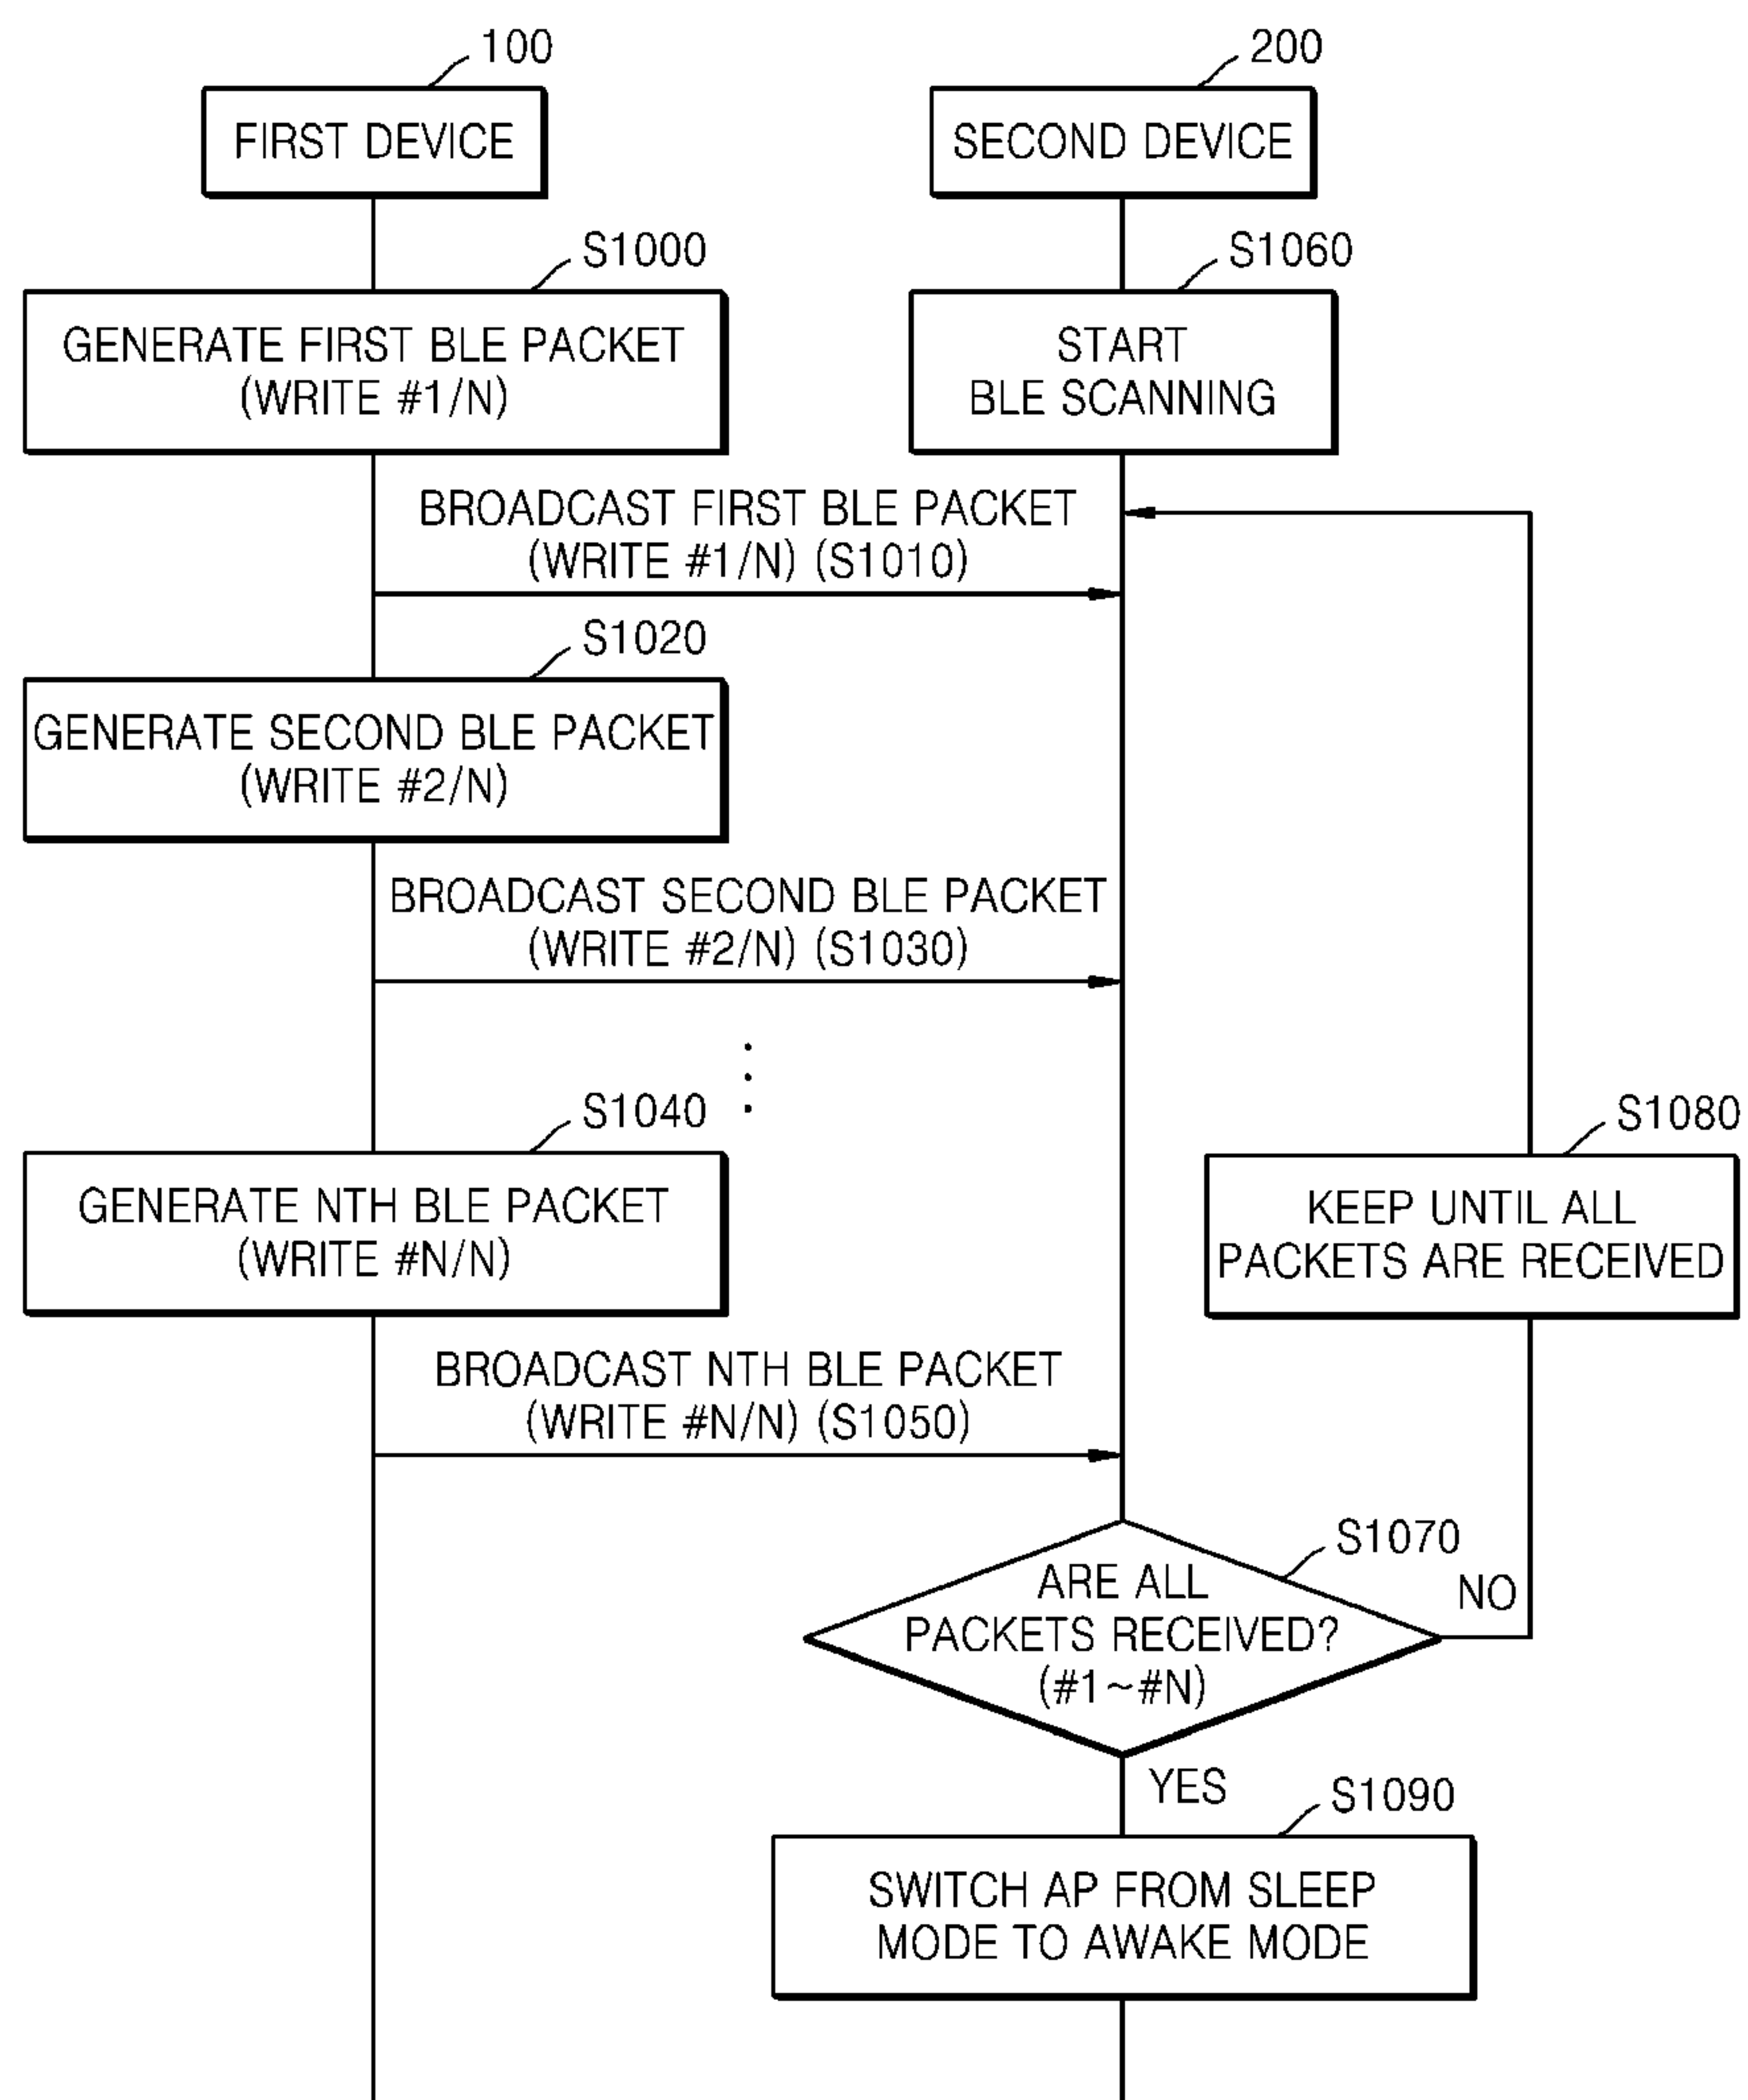 100
200
FIRST DEVICE
SECOND DEVICE
S1000
S1060
GENERATE FIRST BLE PACKET
(WRITE #1/N)
START
BLE SCANNING
BROADCAST FIRST BLE PACKET
(WRITE #1/N) (S1010)
S1020
GENERATE SECOND BLE PACKET
(WRITE #2/N)
BROADCAST SECOND BLE PACKET
(WRITE #2/N) (S1030)
S1040
S1080
GENERATE NTH BLE PACKET
(WRITE #N/N)
KEEP UNTIL ALL
PACKETS ARE RECEIVED
BROADCAST NTH BLE PACKET
(WRITE #N/N) (S1050)
S1070
ARE ALL
PACKETS RECEIVED?
(#1~#N)
NO
YES
S1090
SWITCH AP FROM SLEEP
MODE TO AWAKE MODE